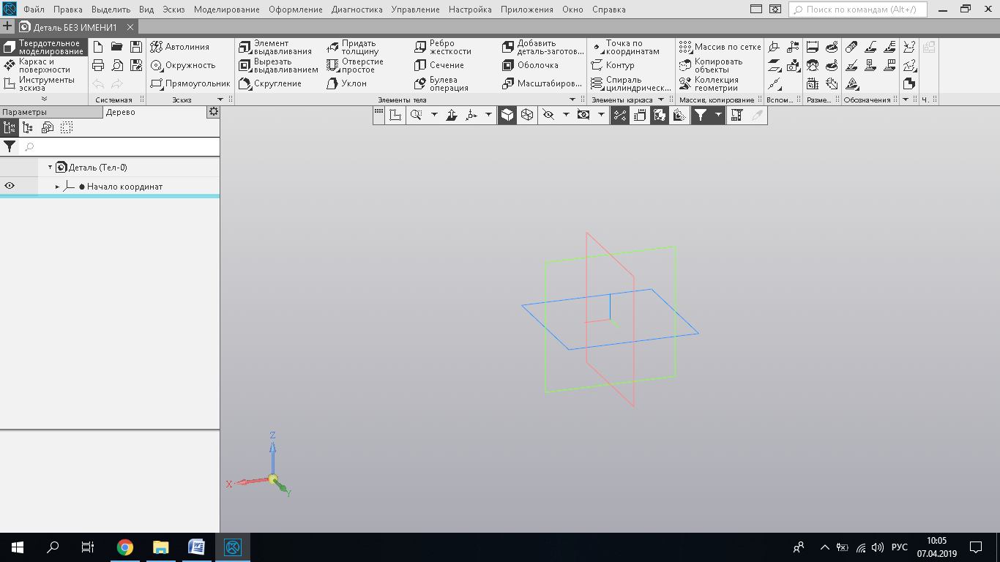 Файл Правка Выделить Вид Эскиз Моделирование Оформление Диагностика Управление Настройка Приложения Окно Справка Поиск по командам (Alt+/)
Деталь БЕЗ ИМЕНИ1
Твердотельное моделирование
Каркас и поверхности
Инструменты эскиза
Системная
Автолиния
Окружность
Прямоугольник
Эскиз
Элемент выдавливания
Вырезать выдавливанием
Скругление
Придать толщину
Отверстие простое
Уклон
Ребро жесткости
Сечение
Булева операция
Добавить деталь-заготов...
Оболочка
Масштабиров...
Элементы тела
Точка по координатам
Контур
Спираль цилиндрическ...
Элементы каркаса
Массив по сетке
Копировать объекты
Коллекция геометрии
Массив, копирование
Вспом...
Разме...
Обозначения
Ч..
Параметры
Дерево
Деталь (Тел-0)
Начало координат
Z
X
Y
РУС
10:05
07.04.2019